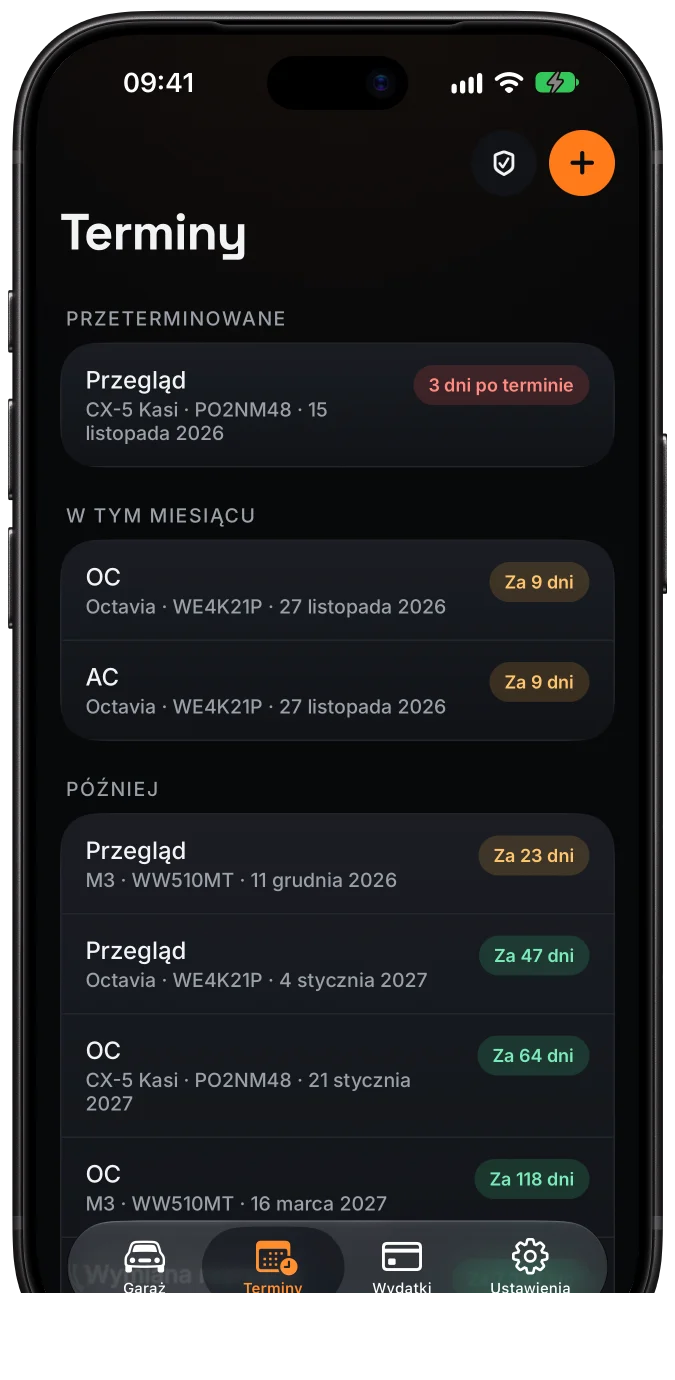 09:41
Terminy
PRZETERMINOWANE
Przegląd
3 dni po terminie
CX-5 Kasi · PO2NM48 · 15
listopada 2026
W TYM MIESIĄCU
OC
Za 9 dni
Octavia · WE4K21P · 27 listopada 2026
AC
Za 9 dni
Octavia · WE4K21P · 27 listopada 2026
PÓŹNIEJ
Przegląd
Za 23 dni
M3 · WW510MT · 11 grudnia 2026
Przegląd
Za 47 dni
Octavia · WE4K21P · 4 stycznia 2027
OC
Za 64 dni
CX-5 Kasi · PO2NM48 · 21 stycznia
2027
OC
Za 118 dni
M3 · WW510MT · 16 marca 2027
Wymiana
Garaż Terminy Wydatki Ustawienia